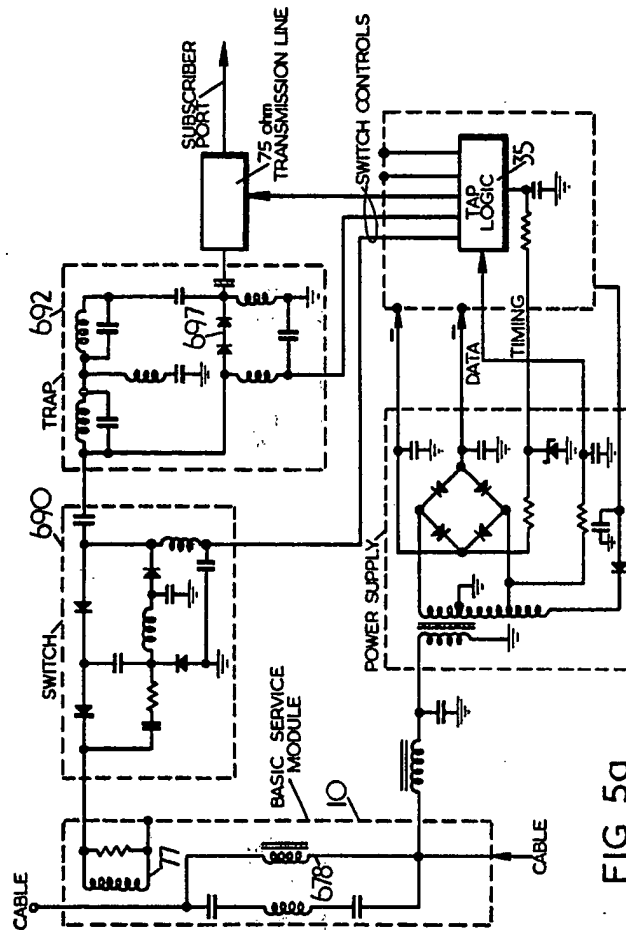 CABLE
77
BASIC SERVICE
MODULE
10
678
CABLE
SWITCH
690
TRAP
692
697
SUBSCRIBER
PORT
75 ohm
TRANSMISSION LINE
SWITCH CONTROLS
POWER SUPPLY
DATA
TIMING
TAP
LOGIC
35
FIG 5a